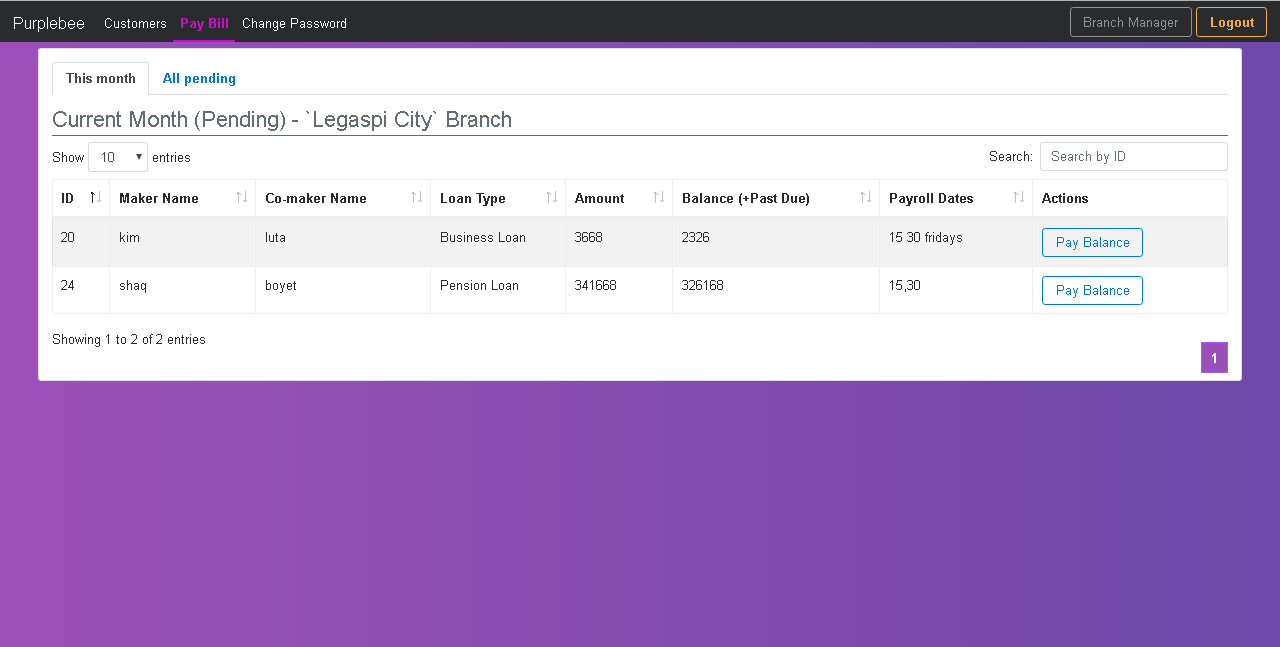 Purplebee Customers Pay Bill Change Password Branch Manager Logout
This month All pending
Current Month (Pending) - `Legaspi City` Branch
Show 10 entries Search: Search by ID
ID Maker Name Co-maker Name Loan Type Amount Balance (+Past Due) Payroll Dates Actions
20 kim luta Business Loan 3668 2326 15 30 fridays Pay Balance
24 shaq boyet Pension Loan 341668 326168 15,30 Pay Balance
Showing 1 to 2 of 2 entries
1